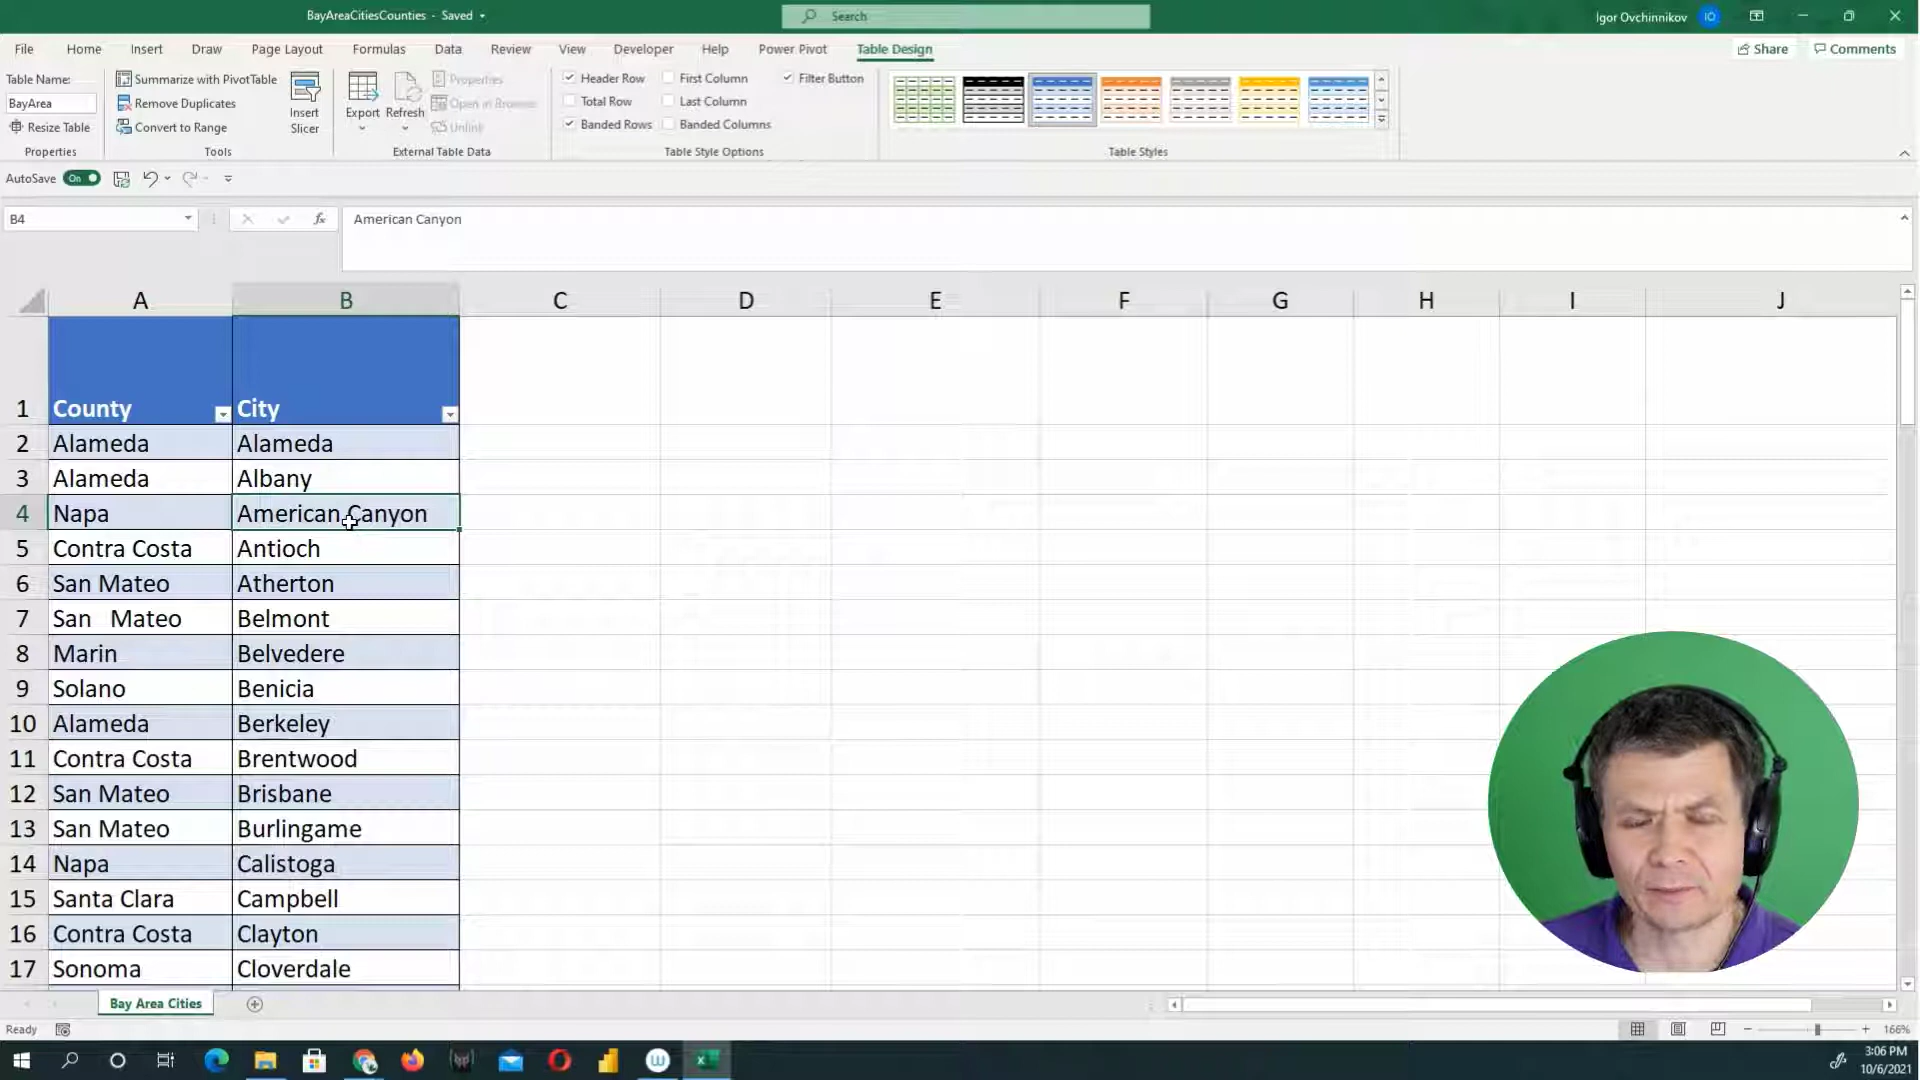 BayAreaCitiesCounties - Saved
Search
Igor Ovchinnikov IO
File Home Insert Draw Page Layout Formulas Data Review View Developer Help Power Pivot Table Design Share Comments
Table Name:
BayArea
Resize Table
Properties
Summarize with PivotTable
Remove Duplicates
Convert to Range
Tools
Insert
Slicer
Export
Refresh
Properties
Open in Browser
Unlink
External Table Data
Header Row First Column Filter Button
Total Row Last Column
Banded Rows Banded Columns
Table Style Options
Table Styles
AutoSave On
B4 fx American Canyon
A B C D E F G H I J
1 County City
2 Alameda Alameda
3 Alameda Albany
4 Napa American Canyon
5 Contra Costa Antioch
6 San Mateo Atherton
7 San   Mateo Belmont
8 Marin Belvedere
9 Solano Benicia
10 Alameda Berkeley
11 Contra Costa Brentwood
12 San Mateo Brisbane
13 San Mateo Burlingame
14 Napa Calistoga
15 Santa Clara Campbell
16 Contra Costa Clayton
17 Sonoma Cloverdale
Bay Area Cities
Ready
166%
3:06 PM
10/6/2021